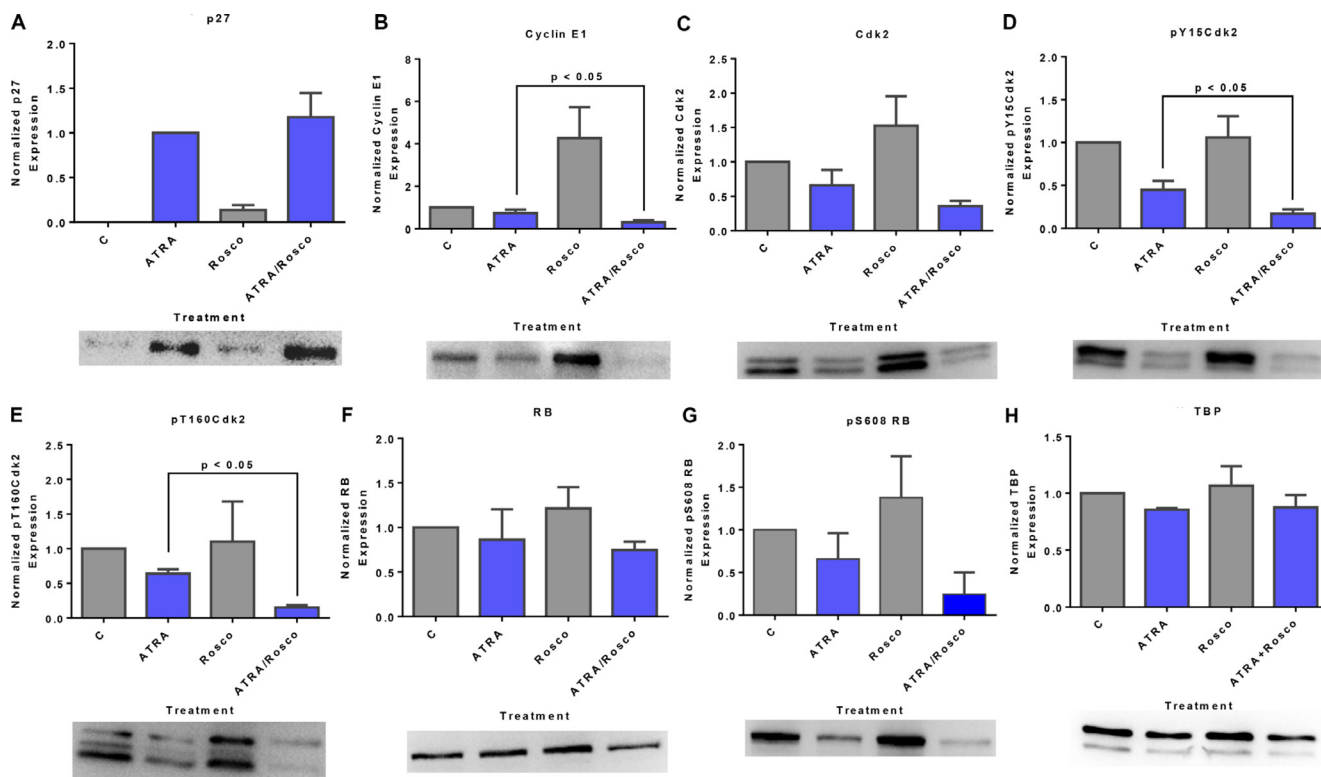 A
p27
Normalized p27
Expression
2.0
1.5
1.0
0.5
0.0
C
ATRA
Rosco
ATRA/Rosco
Treatment
B
Cyclin E1
Normalized Cyclin E1
Expression
8
6
4
2
0
p < 0.05
C
ATRA
Rosco
ATRA/Rosco
Treatment
C
Cdk2
Normalized Cdk2
Expression
2.5
2.0
1.5
1.0
0.5
0.0
C
ATRA
Rosco
ATRA/Rosco
Treatment
D
pY15Cdk2
Normalized pY15Cdk2
Expression
2.0
1.5
1.0
0.5
0.0
p < 0.05
C
ATRA
Rosco
ATRA/Rosco
Treatment
E
pT160Cdk2
Normalized pT160Cdk2
Expression
2.5
2.0
1.5
1.0
0.5
0.0
p < 0.05
C
ATRA
Rosco
ATRA/Rosco
Treatment
F
RB
Normalized RB
Expression
2.0
1.5
1.0
0.5
0.0
C
ATRA
Rosco
ATRA/Rosco
Treatment
G
pS608 RB
Normalized pS608 RB
Expression
2.0
1.5
1.0
0.5
0.0
C
ATRA
Rosco
ATRA/Rosco
Treatment
H
TBP
Normalized TBP
Expression
1.5
1.0
0.5
0.0
C
ATRA
Rosco
ATRA+Rosco
Treatment